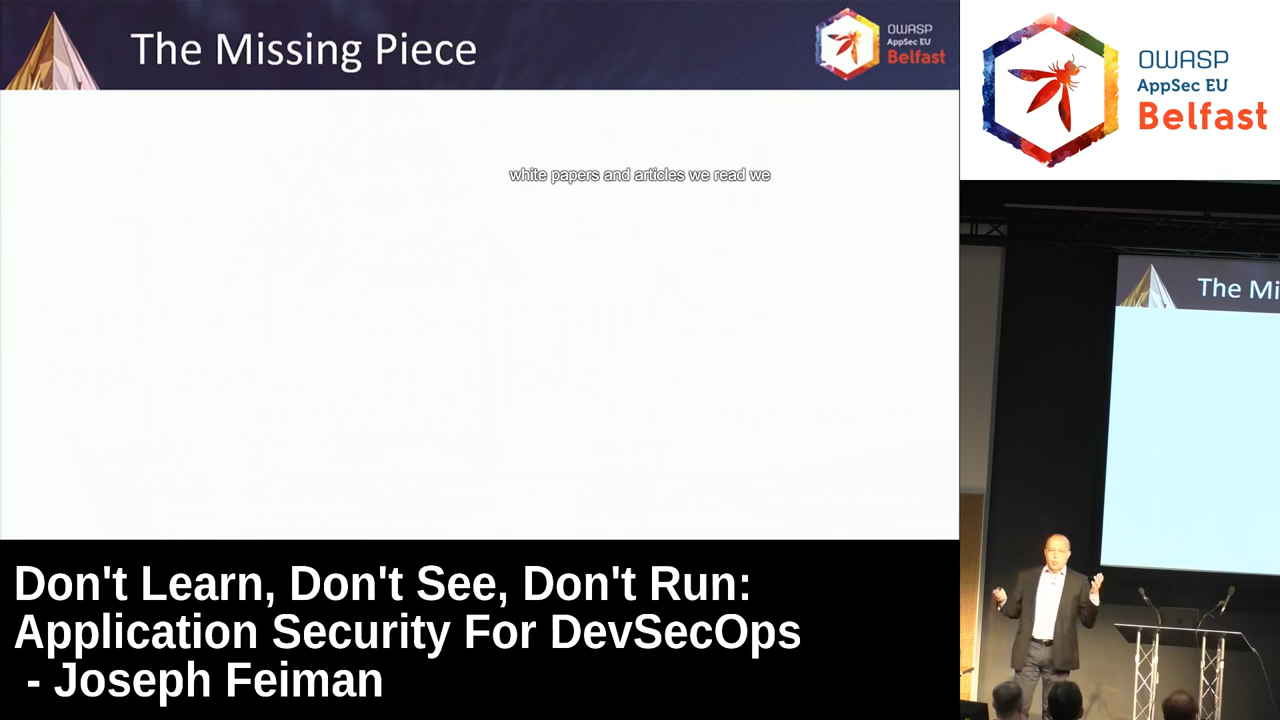 The Missing Piece
OWASP
AppSec EU
Belfast
white papers and articles we read we
OWASP
AppSec EU
Belfast
The Mi
Don't Learn, Don't See, Don't Run:
Application Security For DevSecOps
- Joseph Feiman